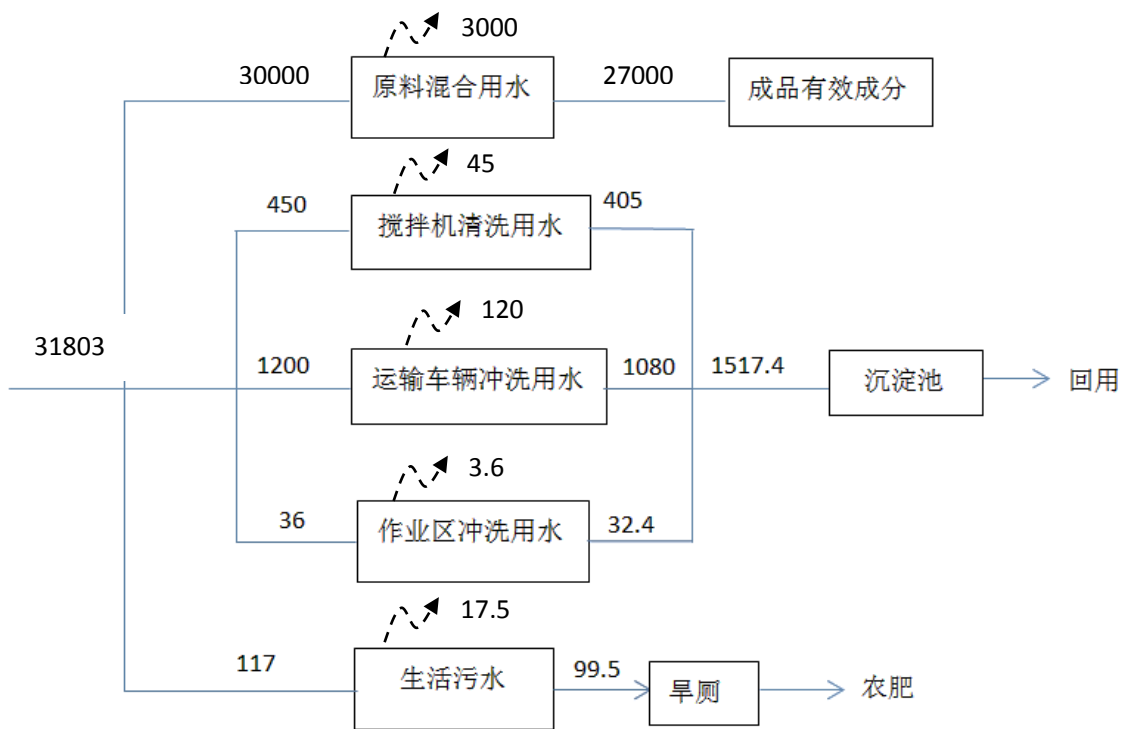 3000
30000
原料混合用水
27000
成品有效成分
45
450
搅拌机清洗用水
405
120
31803
1200
运输车辆冲洗用水
1080
1517.4
沉淀池
回用
3.6
36
作业区冲洗用水
32.4
17.5
117
生活污水
99.5
旱厕
农肥